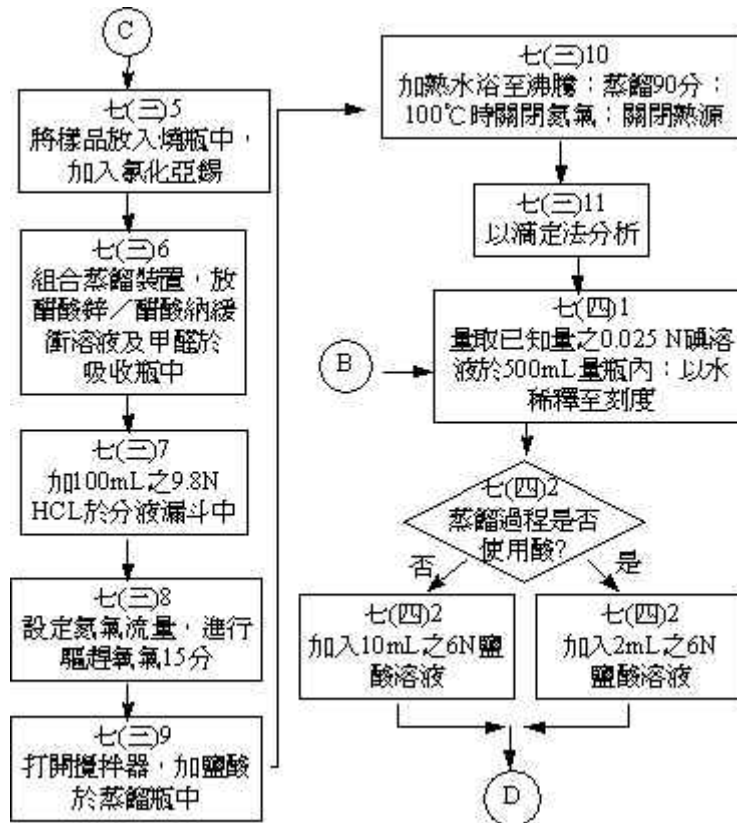 C
七(三)5
將樣品放入燒瓶中，
加入氯化亞錫
七(三)6
組合蒸餾裝置，放
醋酸鋅／醋酸納緩
衝溶液及甲醛於
吸收瓶中
七(三)7
加100mL之9.8N
HCL於分液漏斗中
七(三)8
設定氮氣流量，進行
驅趕氧氣15分
七(三)9
打開攪拌器，加鹽酸
於蒸餾瓶中
七(三)10
加熱水浴至沸騰；蒸餾90分；
100℃時關閉氮氣；關閉熱源
七(三)11
以滴定法分析
七(四)1
量取已知量之0.025 N碘溶
液於500mL量瓶內；以水
稀釋至刻度
B
七(四)2
蒸餾過程是否
使用酸?
否
是
七(四)2
加入10mL之6N鹽
酸溶液
七(四)2
加入2mL之6N
鹽酸溶液
D